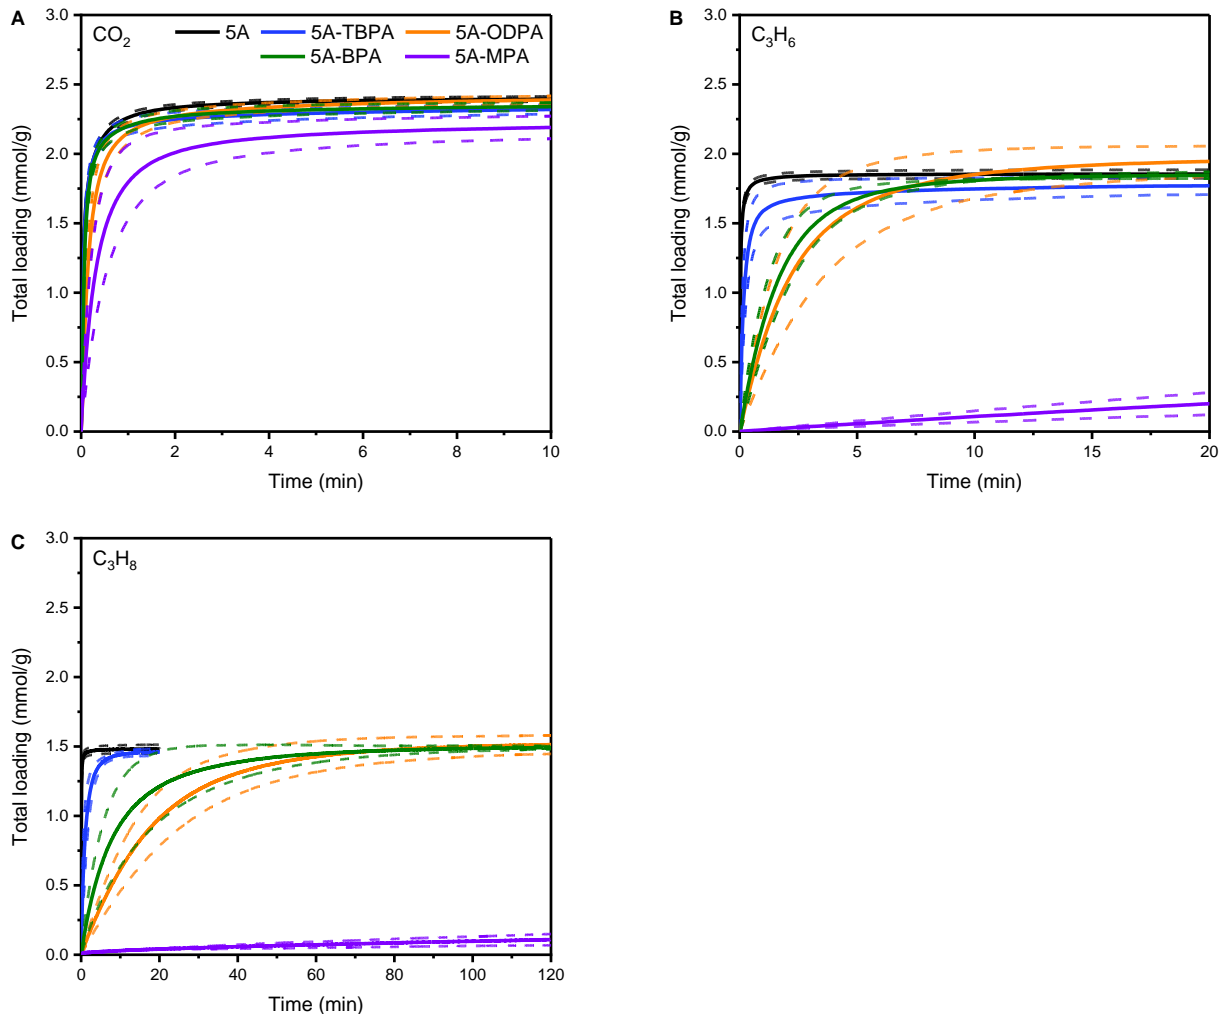 A
CO2
5A
5A-TBPA
5A-ODPA
5A-BPA
5A-MPA
3.0
2.5
2.0
1.5
1.0
0.5
0.0
Total loading (mmol/g)
0 2 4 6 8 10
Time (min)
B
C3H6
3.0
2.5
2.0
1.5
1.0
0.5
0.0
Total loading (mmol/g)
0 5 10 15 20
Time (min)
C
C3H8
3.0
2.5
2.0
1.5
1.0
0.5
0.0
Total loading (mmol/g)
0 20 40 60 80 100 120
Time (min)